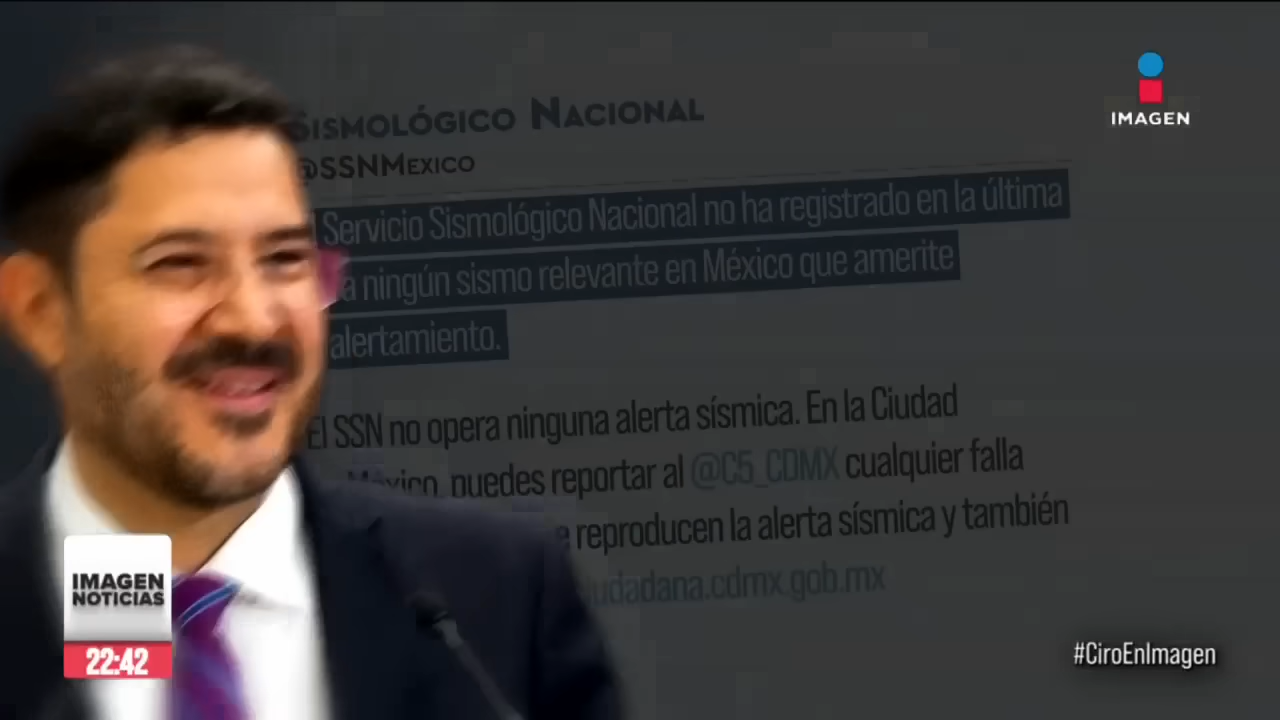 Sismológico Nacional
@SSNMexico
Servicio Sismológico Nacional no ha registrado en la última
ningún sismo relevante en México que amerite
alertamiento.
El SSN no opera ninguna alerta sísmica. En la Ciudad
México, puedes reportar al @C5_CDMX cualquier falla
reproducen la alerta sísmica y también
cdmx.gob.mx
IMAGEN
IMAGEN
NOTICIAS
22:42
#CiroEnImagen